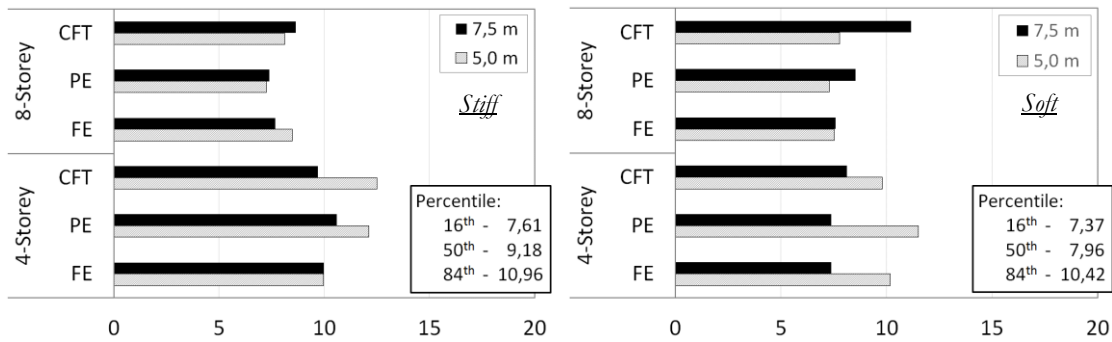 8-Storey
CFT
PE
FE
4-Storey
CFT
PE
FE
7,5 m
5,0 m
Stiff
Percentile:
16th - 7,61
50th - 9,18
84th - 10,96
0 5 10 15 20
8-Storey
CFT
PE
FE
4-Storey
CFT
PE
FE
7,5 m
5,0 m
Soft
Percentile:
16th - 7,37
50th - 7,96
84th - 10,42
0 5 10 15 20